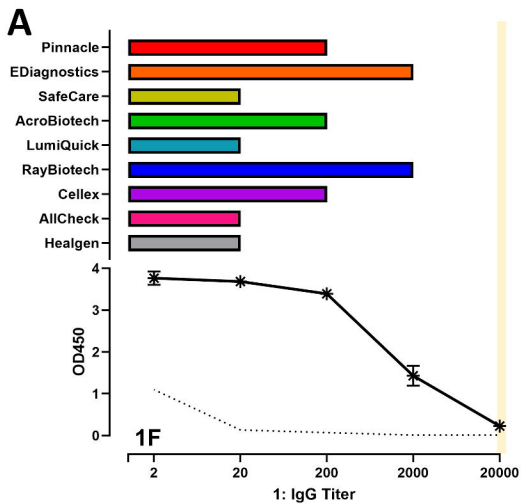 A
Pinnacle
EDiagnostics
SafeCare
AcroBiotech
LumiQuick
RayBiotech
Cellex
AllCheck
Healgen
4
3
2
1
0
OD450
1F
2 20 200 2000 20000
1: IgG Titer